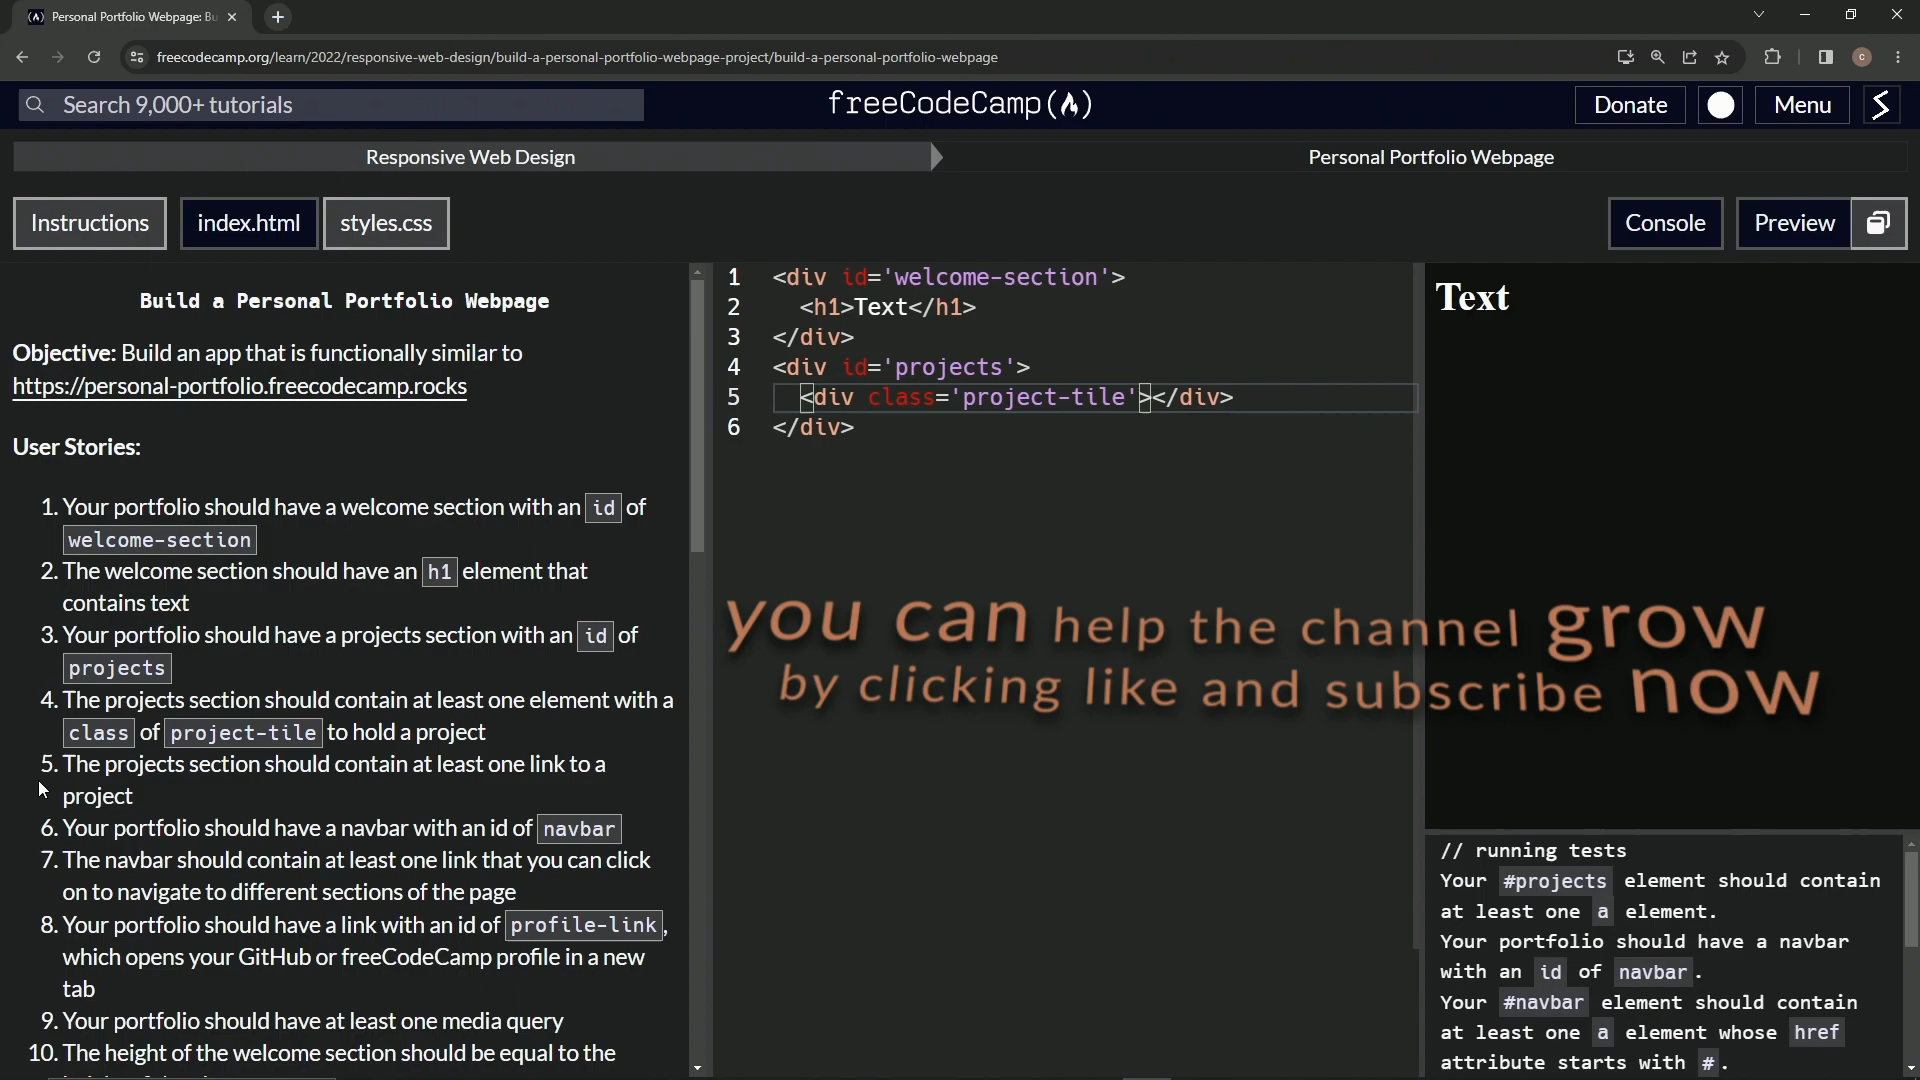 Personal Portfolio Webpage: Bu
freecodecamp.org/learn/2022/responsive-web-design/build-a-personal-portfolio-webpage-project/build-a-personal-portfolio-webpage
Search 9,000+ tutorials
freeCodeCamp(🔥)
Donate
Menu
Responsive Web Design
Personal Portfolio Webpage
Instructions
index.html
styles.css
Console
Preview
Build a Personal Portfolio Webpage
Objective: Build an app that is functionally similar to
https://personal-portfolio.freecodecamp.rocks
User Stories:
1. Your portfolio should have a welcome section with an id of
welcome-section
2. The welcome section should have an h1 element that
contains text
3. Your portfolio should have a projects section with an id of
projects
4. The projects section should contain at least one element with a
class of project-tile to hold a project
5. The projects section should contain at least one link to a
project
6. Your portfolio should have a navbar with an id of navbar
7. The navbar should contain at least one link that you can click
on to navigate to different sections of the page
8. Your portfolio should have a link with an id of profile-link,
which opens your GitHub or freeCodeCamp profile in a new
tab
9. Your portfolio should have at least one media query
10. The height of the welcome section should be equal to the
1 <div id='welcome-section'>
2 <h1>Text</h1>
3 </div>
4 <div id='projects'>
5 <div class='project-tile'></div>
6 </div>
you can help the channel grow
by clicking like and subscribe now
Text
// running tests
Your #projects element should contain
at least one a element.
Your portfolio should have a navbar
with an id of navbar.
Your #navbar element should contain
at least one a element whose href
attribute starts with #.